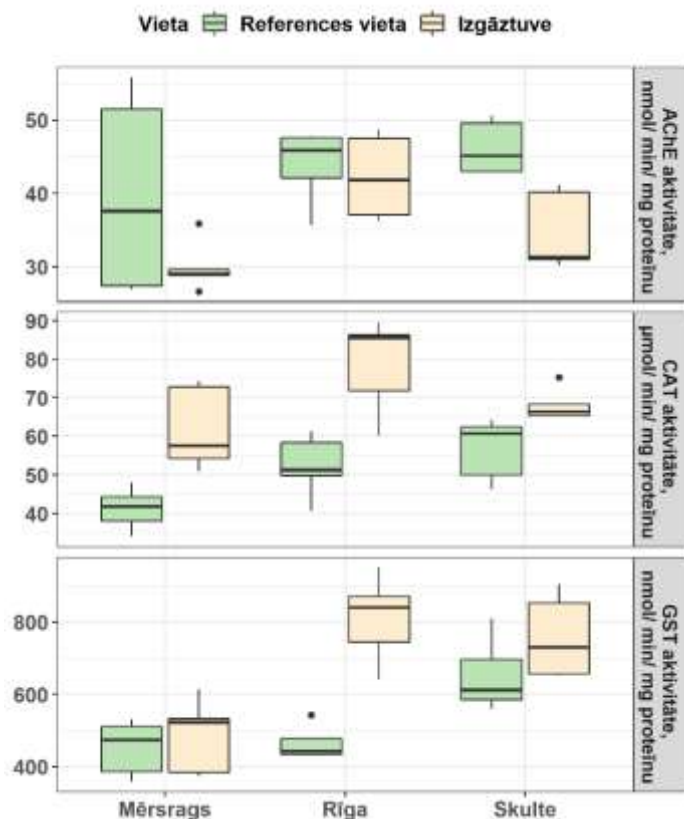 Vieta References vieta Izgāztuve
50
40
30
AChE aktivitāte,
nmol/ min/ mg proteīnu
90
80
70
60
50
40
CAT aktivitāte,
µmol/ min/ mg proteīnu
800
600
400
GST aktivitāte,
nmol/ min/ mg proteīnu
Mērsrags Rīga Skulte